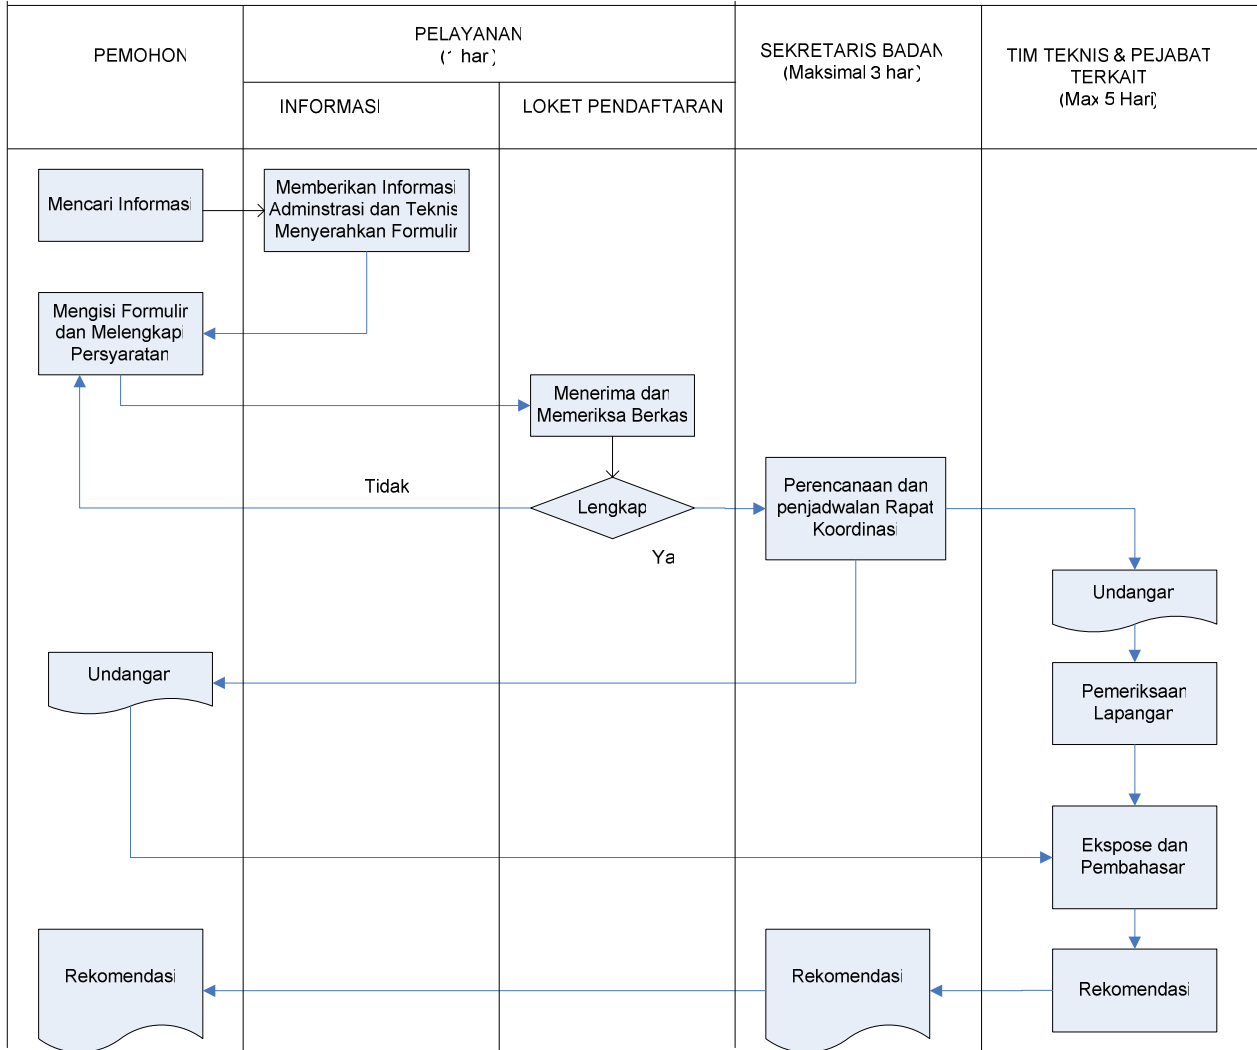 PEMOHON
PELAYANAN
(1 hari)
SEKRETARIS BADAN
(Maksimal 3 hari)
TIM TEKNIS & PEJABAT
TERKAIT
(Max 5 Hari)
INFORMASI
LOKET PENDAFTARAN
Mencari Informasi
Memberikan Informasi
Adminstrasi dan Teknis
Menyerahkan Formulir
Mengisi Formulir
dan Melengkapi
Persyaratan
Menerima dan
Memeriksa Berkas
Tidak
Lengkap
Ya
Perencanaan dan
penjadwalan Rapat
Koordinasi
Undangan
Undangan
Pemeriksaan
Lapangan
Ekspose dan
Pembahasan
Rekomendasi
Rekomendasi
Rekomendasi